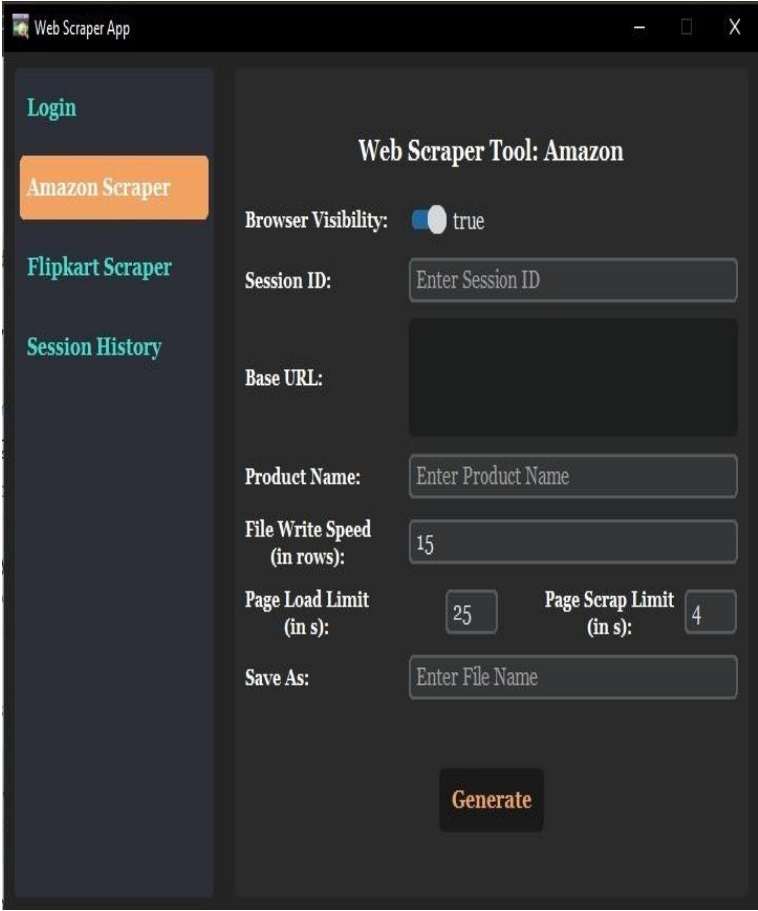 Web Scraper App
Login
Amazon Scraper
Flipkart Scraper
Session History
Web Scraper Tool: Amazon
Browser Visibility: true
Session ID: Enter Session ID
Base URL:
Product Name: Enter Product Name
File Write Speed
(in rows): 15
Page Load Limit
(in s): 25
Page Scrap Limit
(in s): 4
Save As: Enter File Name
Generate